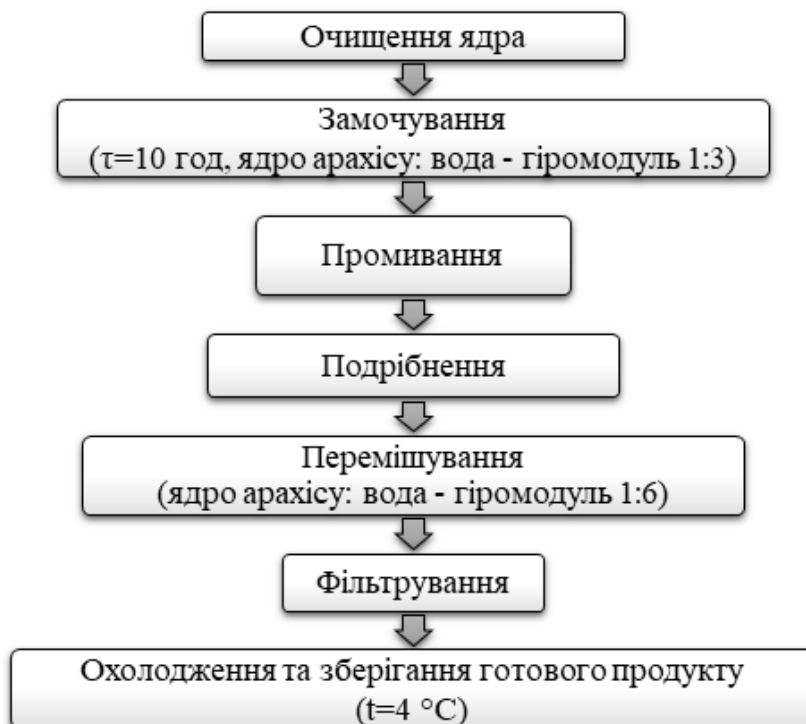 Очищення ядра
Замочування
(τ=10 год, ядро арахісу: вода - гіромодуль 1:3)
Промивання
Подрібнення
Перемішування
(ядро арахісу: вода - гіромодуль 1:6)
Фільтрування
Охолодження та зберігання готового продукту
(t=4 °C)